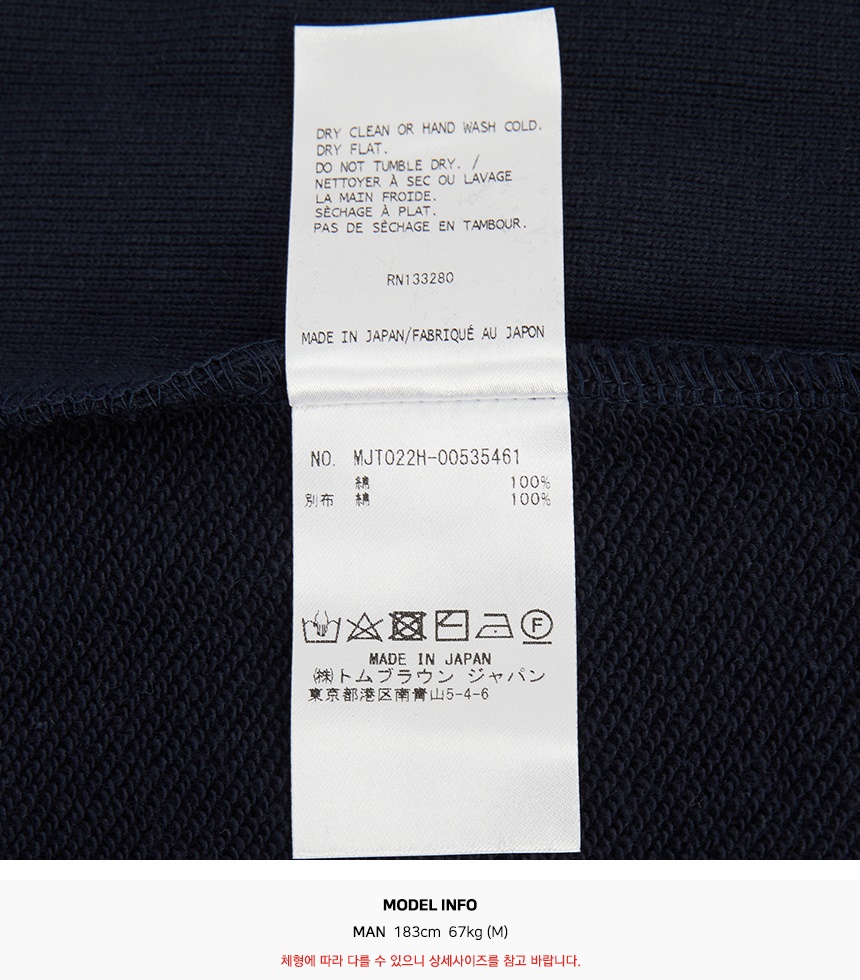 DRY CLEAN OR HAND WASH COLD.
DRY FLAT.
DO NOT TUMBLE DRY. /
NETTOYER À SEC OU LAVAGE
LA MAIN FROIDE.
SÈCHAGE À PLAT.
PAS DE SÈCHAGE EN TAMBOUR.
RN133280
MADE IN JAPAN/FABRIQUÉ AU JAPON
NO. MJT022H-00535461
綿 100%
別布 綿 100%
F
MADE IN JAPAN
㈱トムブラウン ジャパン
東京都港区南青山5-4-6
MODEL INFO
MAN 183cm 67kg (M)
체형에 따라 다를 수 있으니 상세사이즈를 참고 바랍니다.